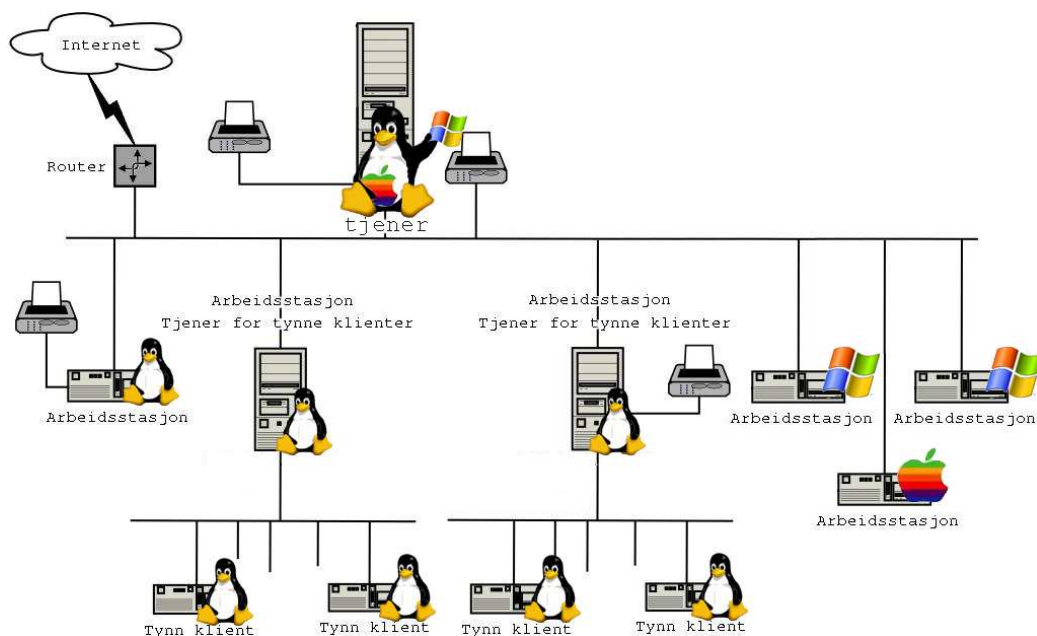 Internet
Router
tjener
Arbeidsstasjon
Tjener for tynne klienter
Arbeidsstasjon
Tjener for tynne klienter
Arbeidsstasjon
Arbeidsstasjon
Arbeidsstasjon
Arbeidsstasjon
Tynn klient
Tynn klient
Tynn klient
Tynn klient